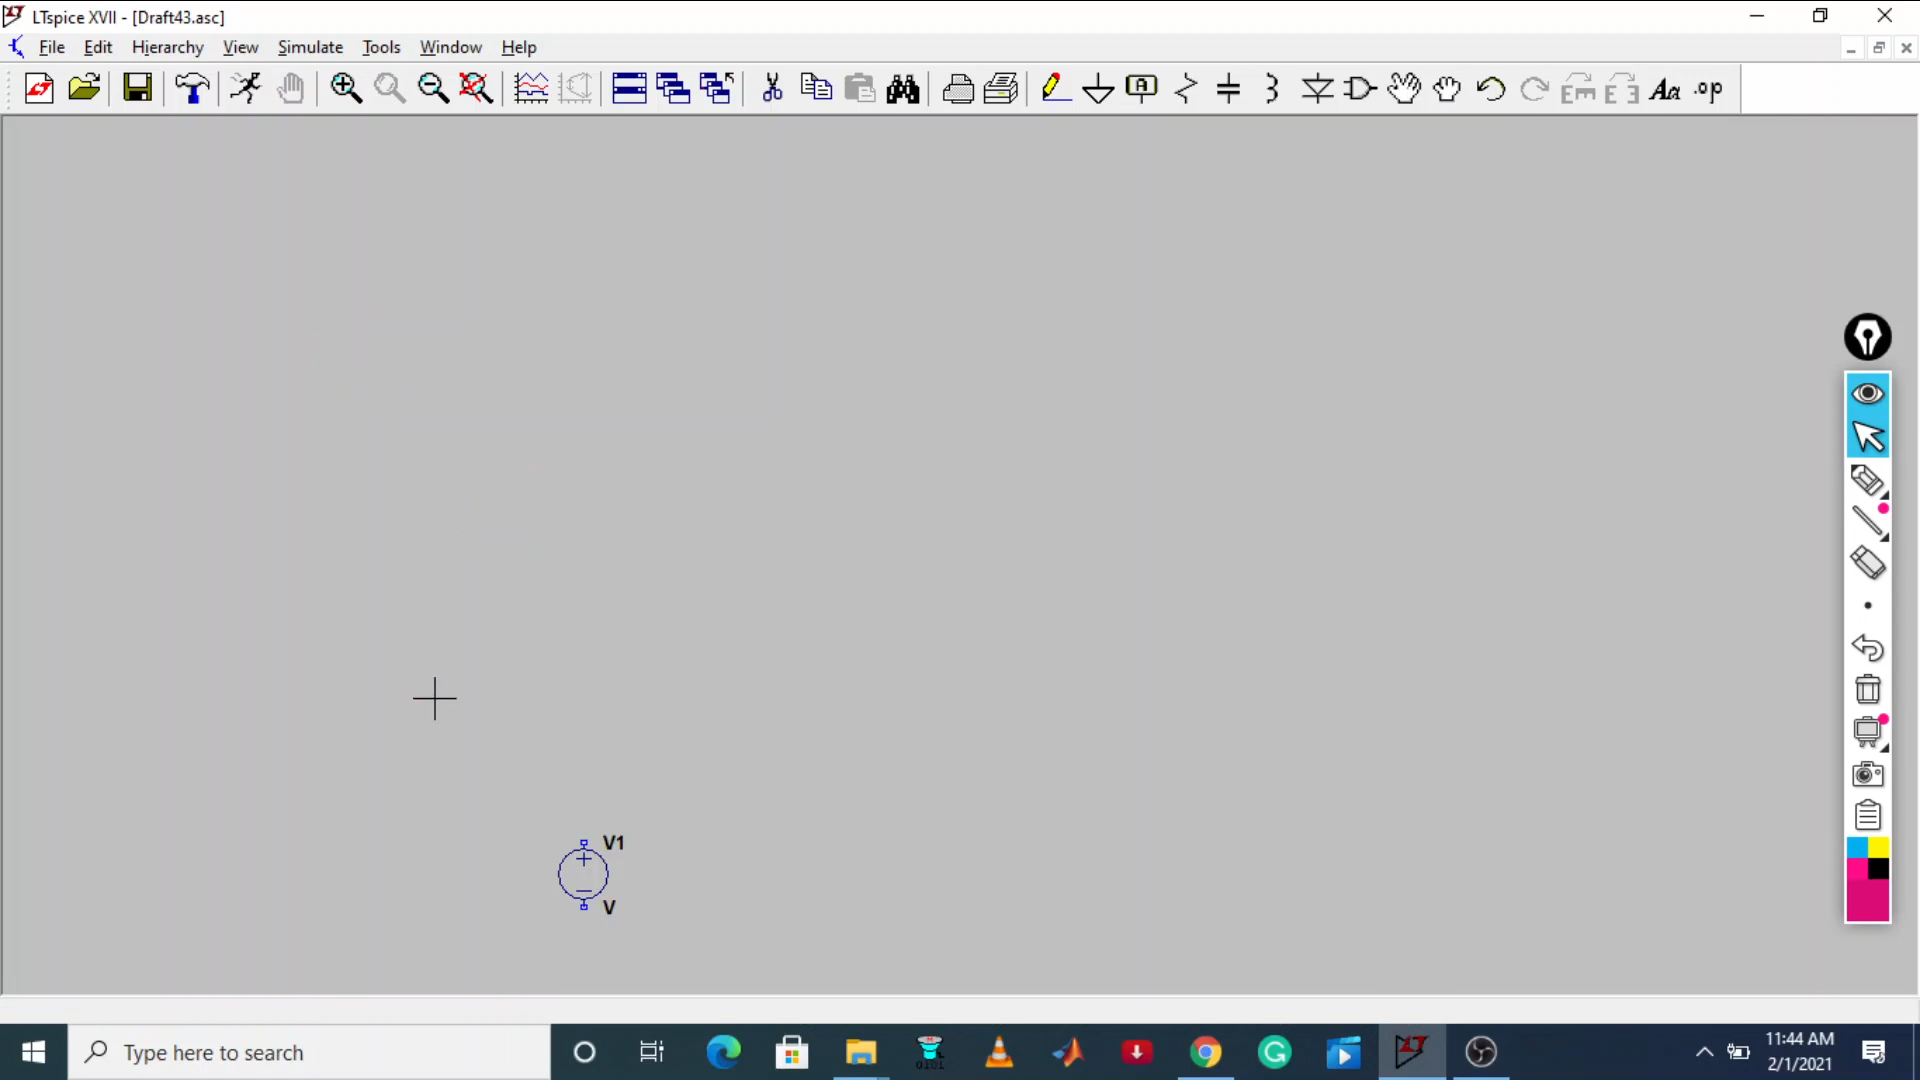 LTspice XVII - [Draft43.asc]
File Edit Hierarchy View Simulate Tools Window Help
A Aa .op
V1
V
Type here to search
0101
G
11:44 AM
2/1/2021